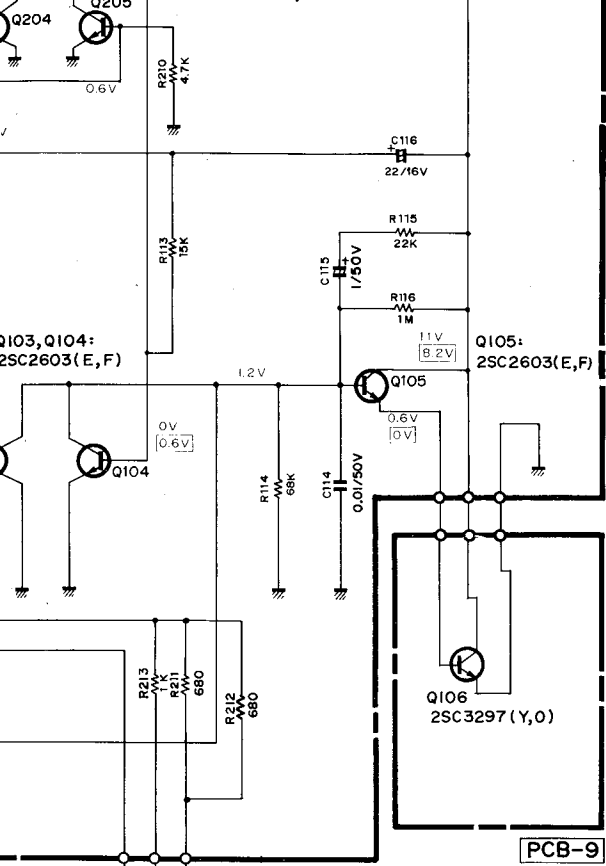 Q205
Q204
R210
4.7K
0.6V
V
C116
+
22/16V
R115
22K
R113
15K
C115
+
1/50V
R116
1M
Q103,Q104:
2SC2603(E,F)
11V
8.2V
Q105:
2SC2603(E,F)
1.2V
Q105
0V
0.6V
0.6V
0V
Q104
R114
68K
C114
0.01/50V
R213
1K
R211
680
R212
680
Q106
2SC3297(Y,O)
PCB-9